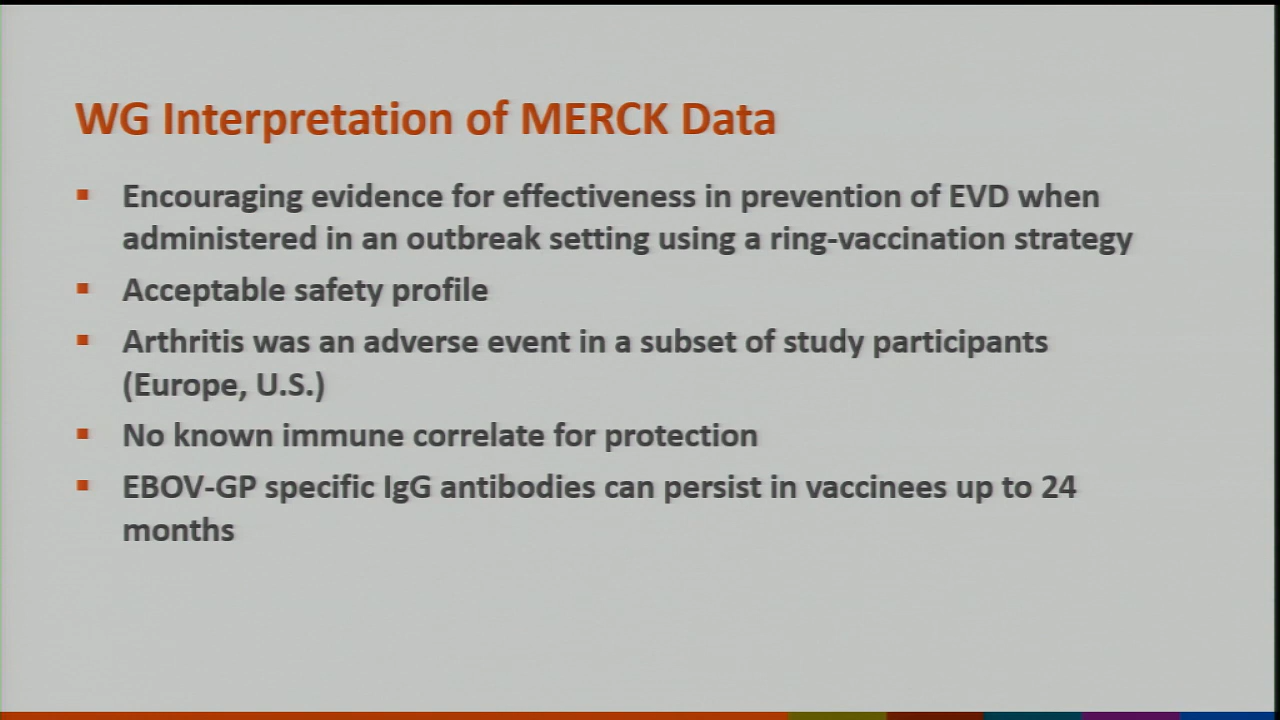 WG Interpretation of MERCK Data
▪ Encouraging evidence for effectiveness in prevention of EVD when
administered in an outbreak setting using a ring-vaccination strategy
▪ Acceptable safety profile
▪ Arthritis was an adverse event in a subset of study participants
(Europe, U.S.)
▪ No known immune correlate for protection
▪ EBOV-GP specific IgG antibodies can persist in vaccinees up to 24
months